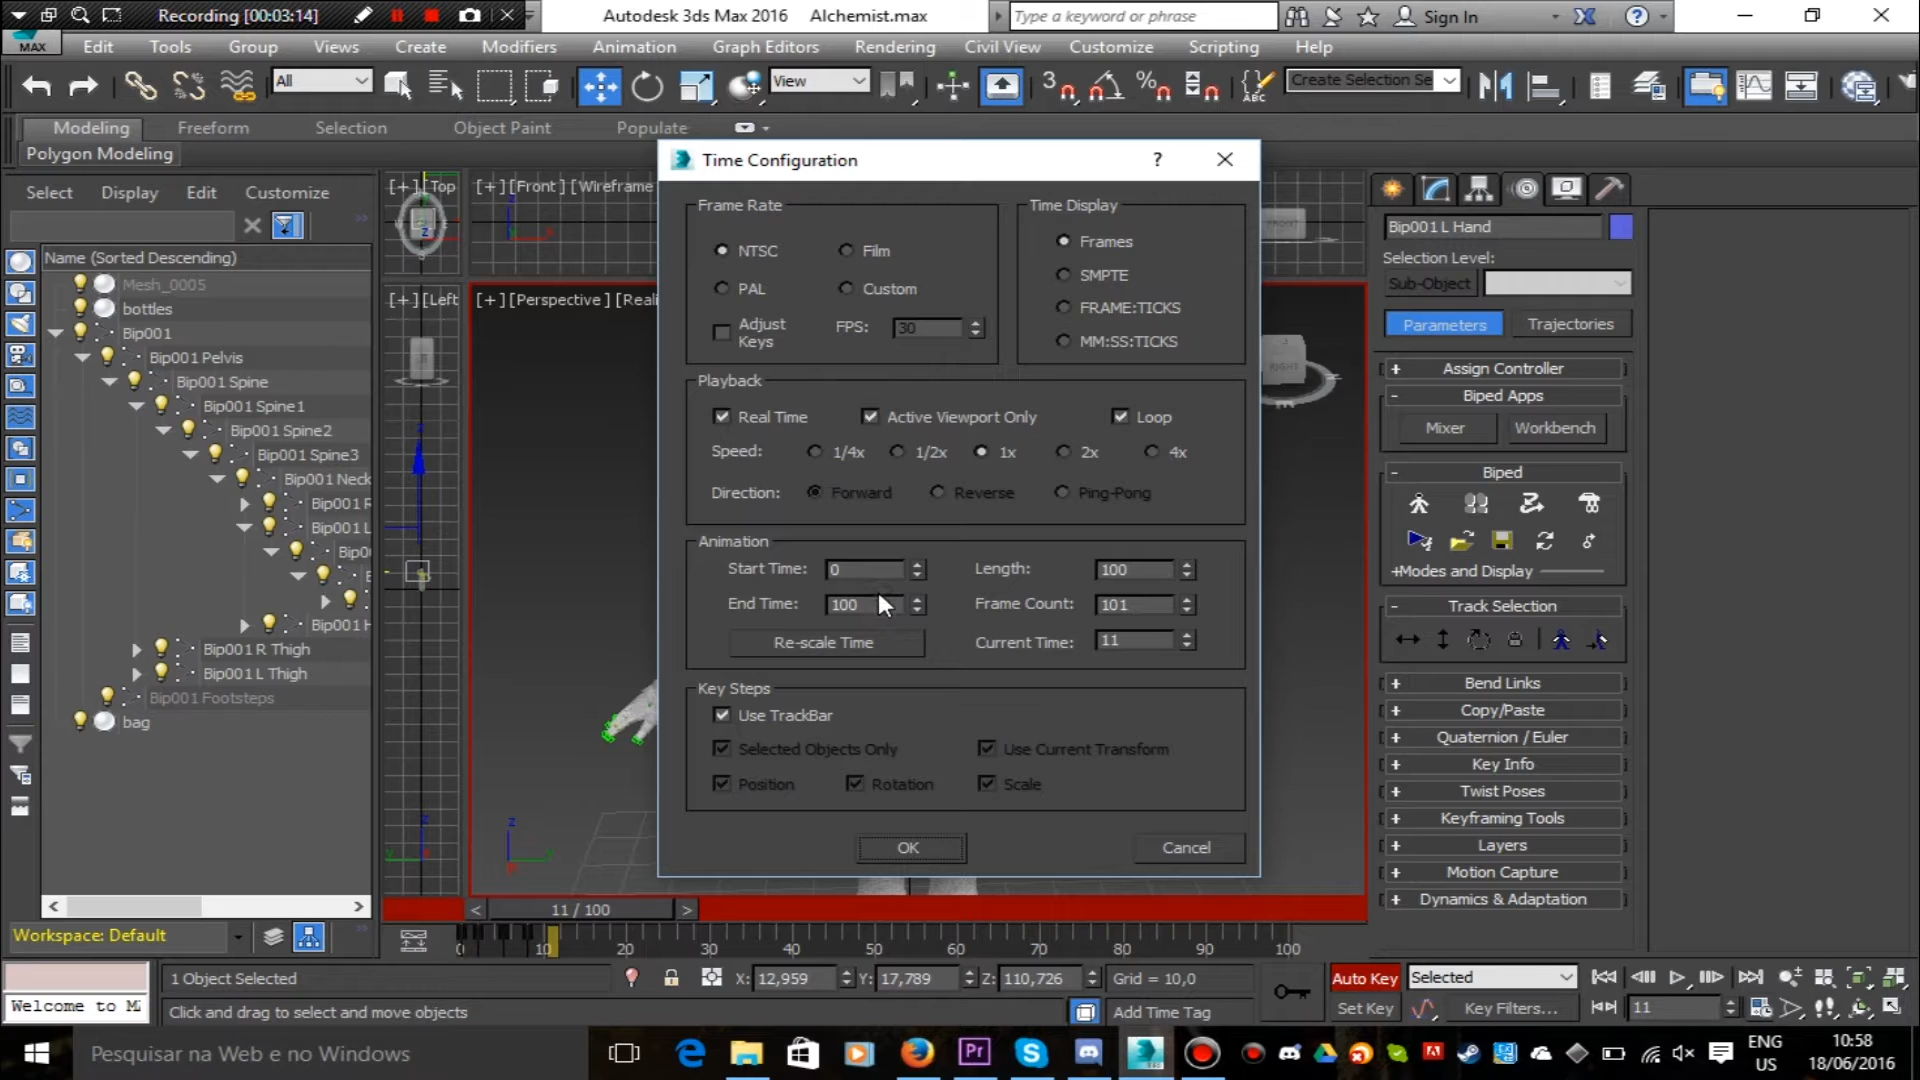 Recording [00:03:14]
Autodesk 3ds Max 2016 Alchemist.max
Type a keyword or phrase
Sign In
MAX
Edit Tools Group Views Create Modifiers Animation Graph Editors Rendering Civil View Customize Scripting Help
All
View
3
%
ABC
Create Selection Se
Modeling Freeform Selection Object Paint Populate
Polygon Modeling
Select Display Edit Customize
Name (Sorted Descending)
Mesh_0005
bottles
Bip001
Bip001 Pelvis
Bip001 Spine
Bip001 Spine1
Bip001 Spine2
Bip001 Spine3
Bip001 Neck
Bip001 R
Bip001 L
Bip0
E
Bip001 H
Bip001 R Thigh
Bip001 L Thigh
Bip001 Footsteps
bag
Workspace: Default
[+] [Top
[+] [Front ] [Wireframe
[+] [Left
[+] [Perspective ] [Reali
FRONT
RIGHT
Time Configuration
?
Frame Rate
NTSC Film
PAL Custom
Adjust Keys
FPS: 30
Time Display
Frames
SMPTE
FRAME:TICKS
MM:SS:TICKS
Playback
Real Time Active Viewport Only Loop
Speed: 1/4x 1/2x 1x 2x 4x
Direction: Forward Reverse Ping-Pong
Animation
Start Time: 0 Length: 100
End Time: 100 Frame Count: 101
Re-scale Time Current Time: 11
Key Steps
Use TrackBar
Selected Objects Only Use Current Transform
Position Rotation Scale
OK Cancel
Bip001 L Hand
Selection Level:
Sub-Object
Parameters Trajectories
+ Assign Controller
- Biped Apps
Mixer Workbench
- Biped
+Modes and Display
- Track Selection
+ Bend Links
+ Copy/Paste
+ Quaternion / Euler
+ Key Info
+ Twist Poses
+ Keyframing Tools
+ Layers
+ Motion Capture
+ Dynamics & Adaptation
< 11 / 100 >
0 10 20 30 40 50 60 70 80 90 100
1 Object Selected
X: 12,959 Y: 17,789 Z: 110,726 Grid = 10,0
Auto Key Selected
Welcome to M
Click and drag to select and move objects
Add Time Tag
Set Key Key Filters... 11
Pesquisar na Web e no Windows
Pr
ENG
US
10:58
18/06/2016